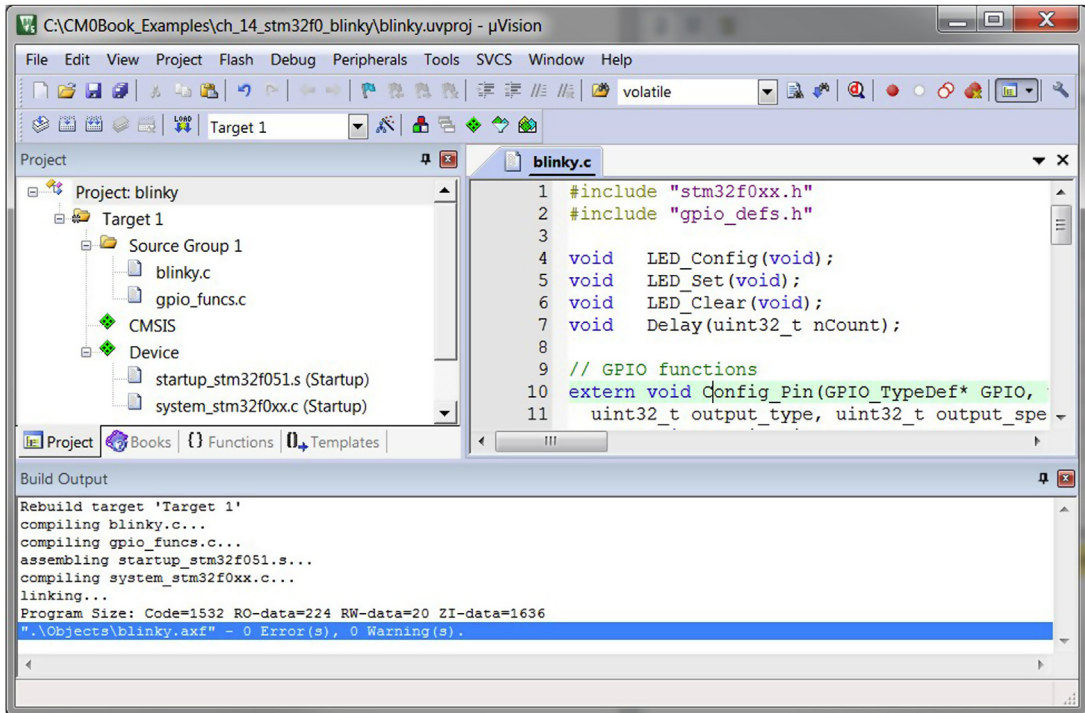 C:\CM0Book_Examples\ch_14_stm32f0_blinky\blinky.uvproj - µVision
File Edit View Project Flash Debug Peripherals Tools SVCS Window Help
volatile
LOAD
Target 1
Project
blinky.c
Project: blinky
Target 1
Source Group 1
blinky.c
gpio_funcs.c
CMSIS
Device
startup_stm32f051.s (Startup)
system_stm32f0xx.c (Startup)
Project Books {} Functions 0 Templates
1 #include "stm32f0xx.h"
2 #include "gpio_defs.h"
3
4 void LED_Config(void);
5 void LED_Set(void);
6 void LED_Clear(void);
7 void Delay(uint32_t nCount);
8
9 // GPIO functions
10 extern void Config_Pin(GPIO_TypeDef* GPIO,
11 uint32_t output_type, uint32_t output_spe
Build Output
Rebuild target 'Target 1'
compiling blinky.c...
compiling gpio_funcs.c...
assembling startup_stm32f051.s...
compiling system_stm32f0xx.c...
linking...
Program Size: Code=1532 RO-data=224 RW-data=20 ZI-data=1636
".\Objects\blinky.axf" - 0 Error(s), 0 Warning(s).